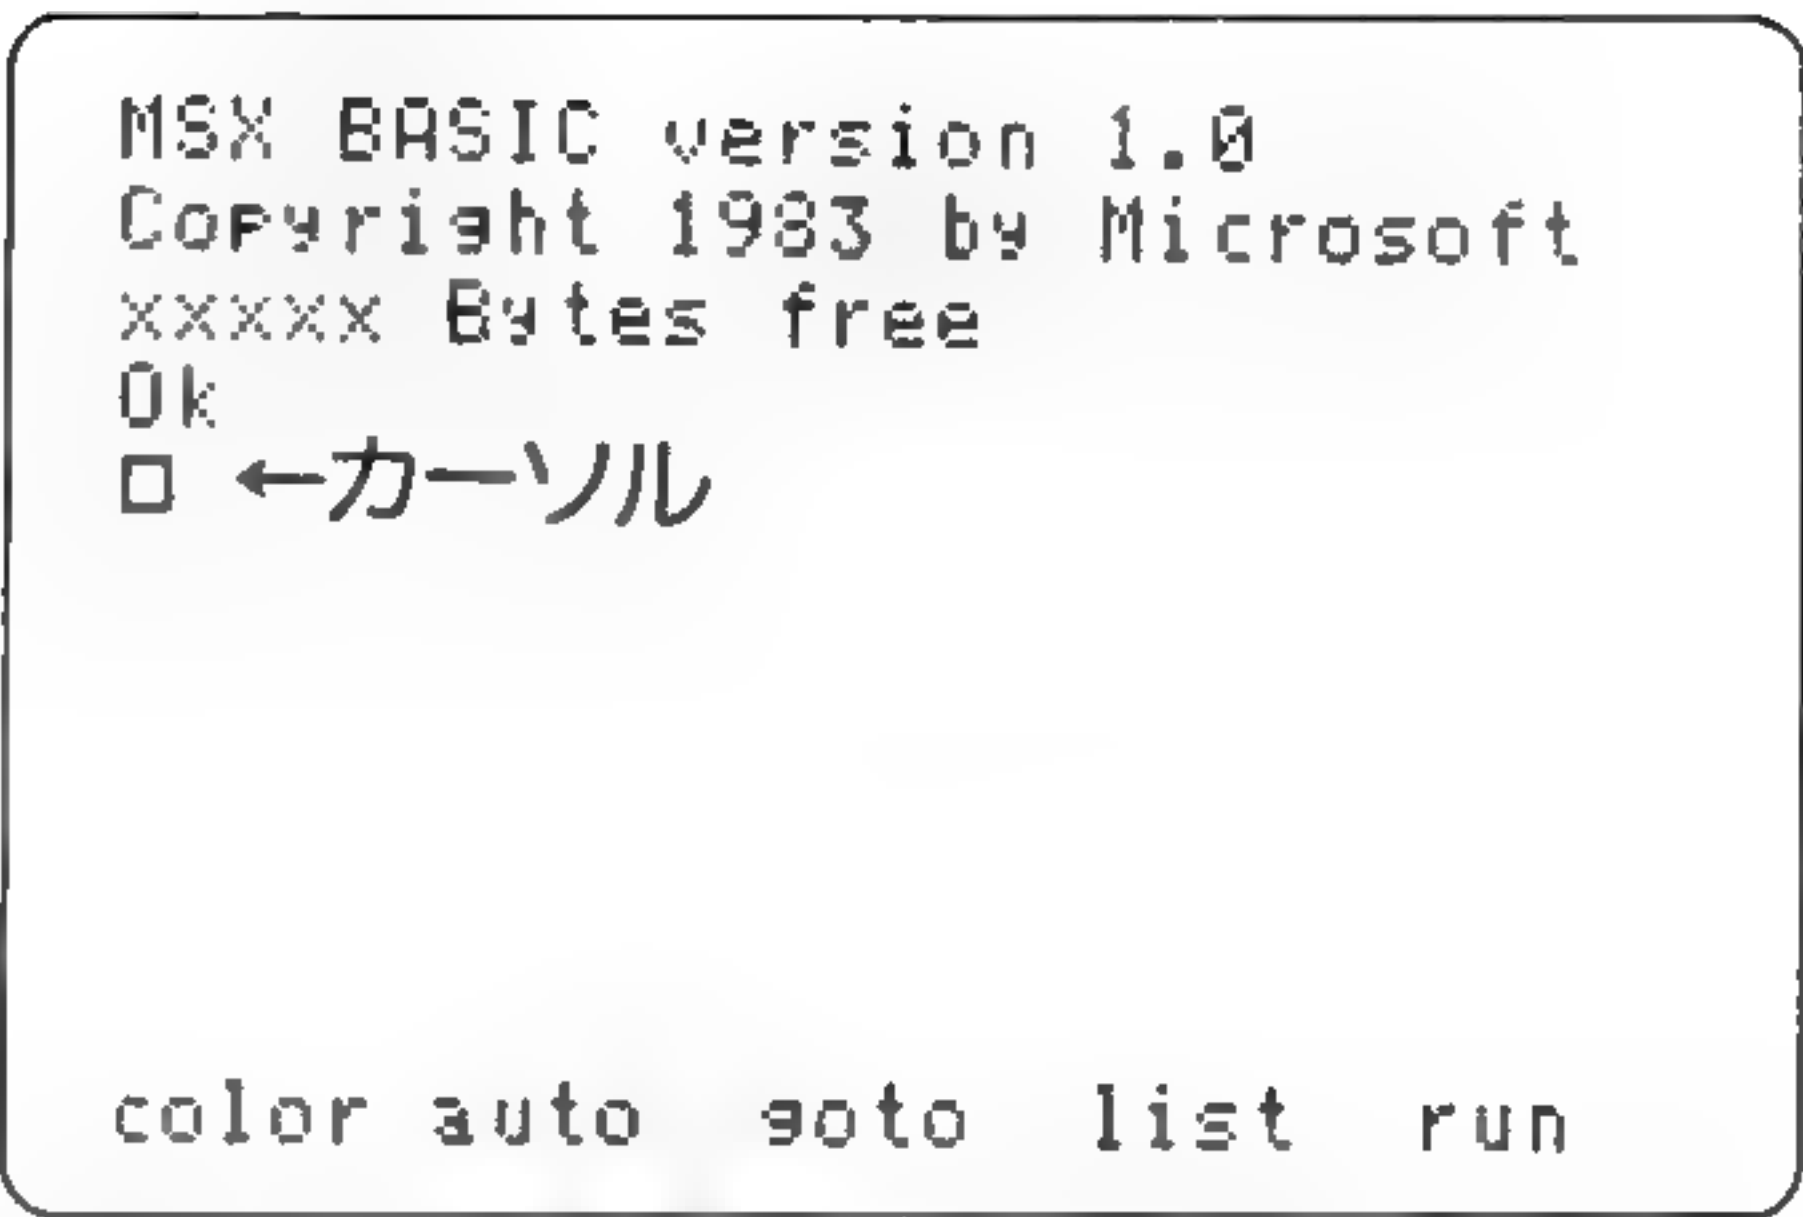 MSX BASIC version 1.0
Copyright 1983 by Microsoft
xxxxx Bytes free
Ok
□ ←カーソル
color auto goto list run